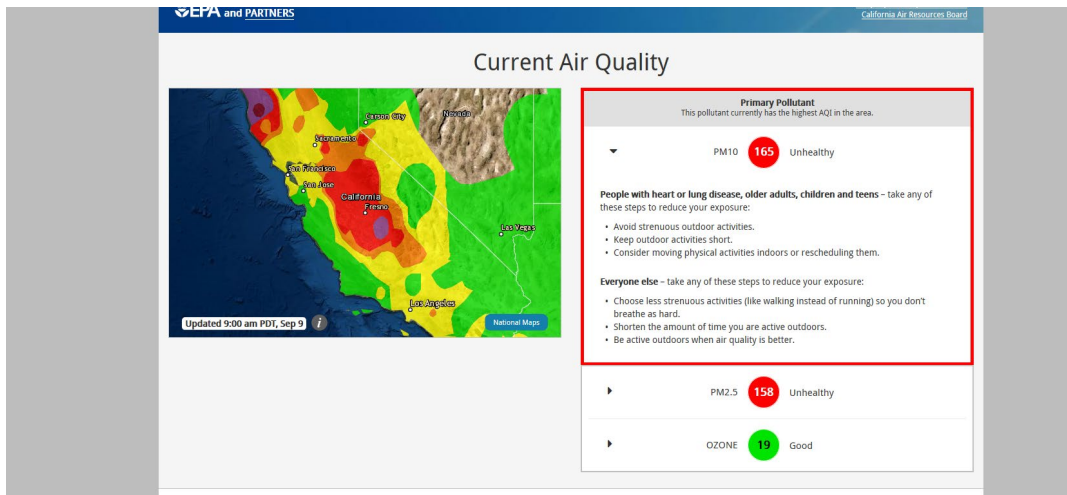 EPA and PARTNERS
California Air Resources Board
Current Air Quality
Carson City
Nevada
Sacramento
San Francisco
San Jose
California
Fresno
Las Vegas
Los Angeles
Updated 9:00 am PDT, Sep 9
i
National Maps
Primary Pollutant
This pollutant currently has the highest AQI in the area.
PM10 165 Unhealthy
People with heart or lung disease, older adults, children and teens – take any of
these steps to reduce your exposure:
• Avoid strenuous outdoor activities.
• Keep outdoor activities short.
• Consider moving physical activities indoors or rescheduling them.
Everyone else – take any of these steps to reduce your exposure:
• Choose less strenuous activities (like walking instead of running) so you don't
breathe as hard.
• Shorten the amount of time you are active outdoors.
• Be active outdoors when air quality is better.
PM2.5 158 Unhealthy
OZONE 19 Good